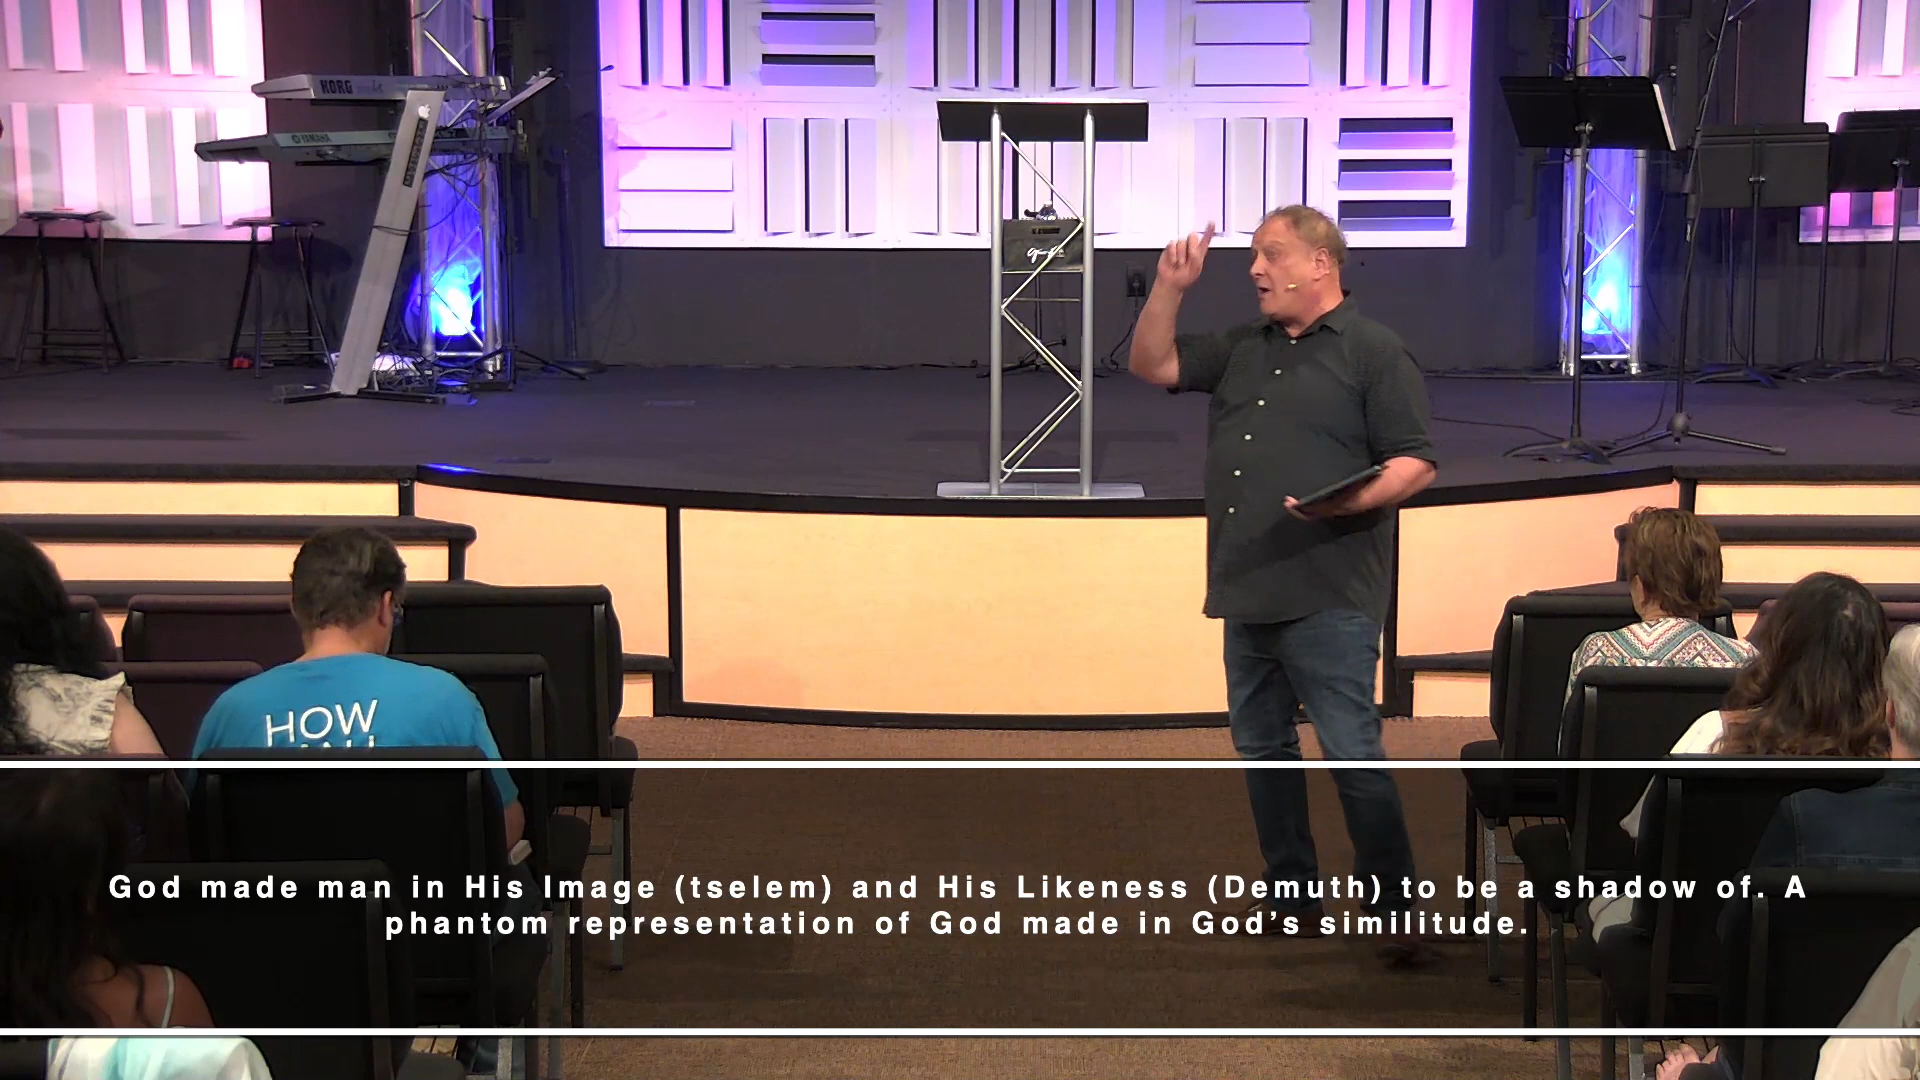 KORG
YAMAHA
HOW
God made man in His Image (tselem) and His Likeness (Demuth) to be a shadow of. A
phantom representation of God made in God’s similitude.